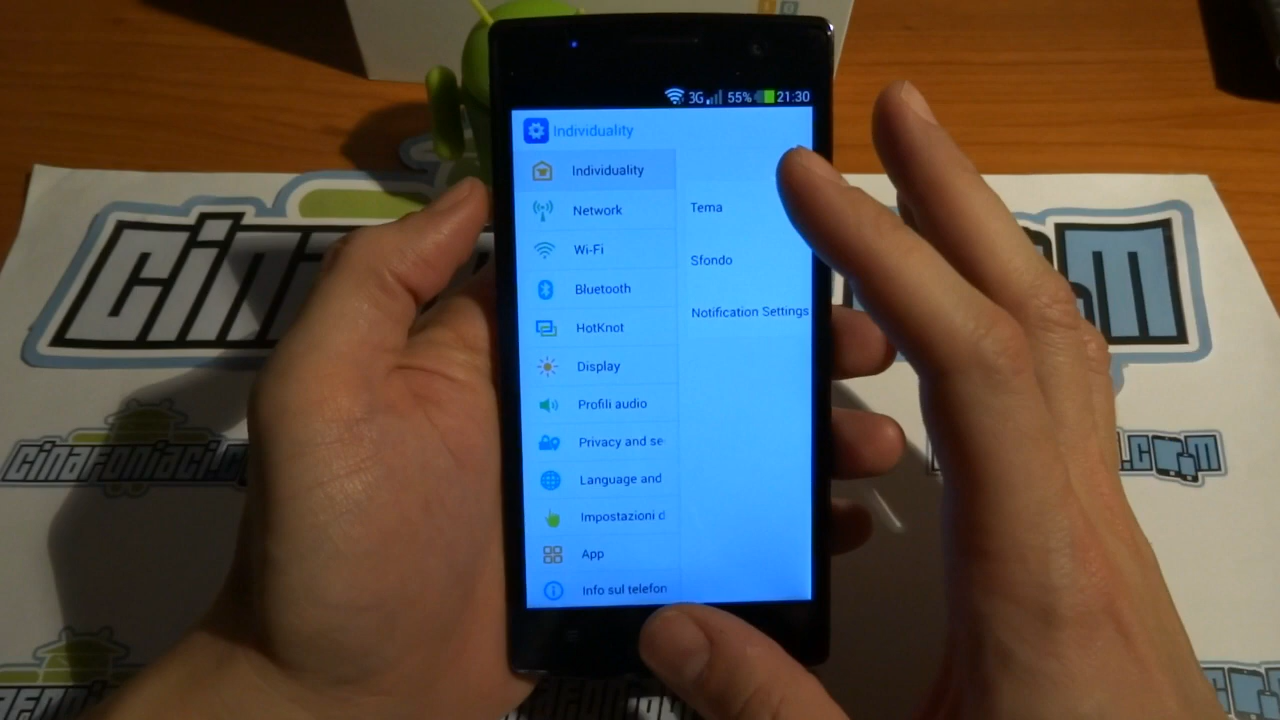 3G 55% 21:30
Individuality
Individuality
Network
Wi-Fi
Bluetooth
HotKnot
Display
Profili audio
Privacy and se
Language and
Impostazioni d
App
Info sul telefon
Tema
Sfondo
Notification Settings
cinafoniaci.c